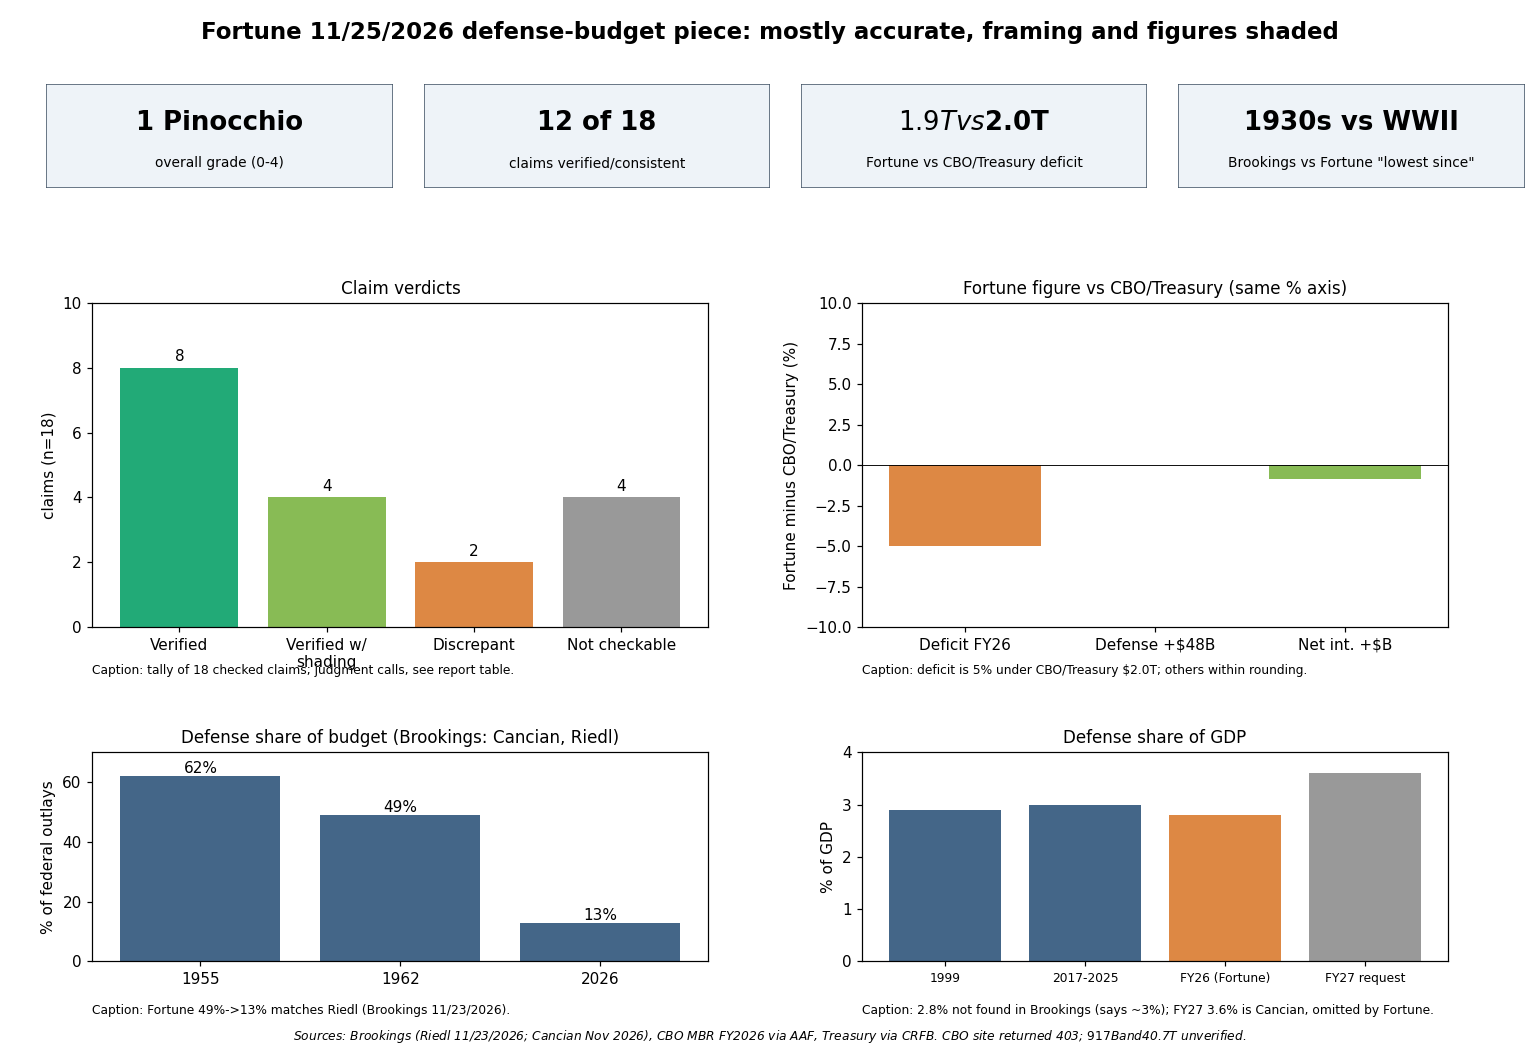 Fortune 11/25/2026 defense-budget piece: mostly accurate, framing and figures shaded
1 Pinocchio
overall grade (0-4)
12 of 18
claims verified/consistent
1.9Tvs2.0T
Fortune vs CBO/Treasury deficit
1930s vs WWII
Brookings vs Fortune "lowest since"
Claim verdicts
claims (n=18)
10
8
6
4
2
0
8
4
2
4
Verified
Verified w/
shading
Discrepant
Not checkable
Caption: tally of 18 checked claims; judgment calls, see report table.
Fortune figure vs CBO/Treasury (same % axis)
Fortune minus CBO/Treasury (%)
10.0
7.5
5.0
2.5
0.0
−2.5
−5.0
−7.5
−10.0
Deficit FY26
Defense +$48B
Net int. +$B
Caption: deficit is 5% under CBO/Treasury $2.0T; others within rounding.
Defense share of budget (Brookings: Cancian, Riedl)
% of federal outlays
60
40
20
0
62%
49%
13%
1955
1962
2026
Caption: Fortune 49%->13% matches Riedl (Brookings 11/23/2026).
Defense share of GDP
% of GDP
4
3
2
1
0
1999
2017-2025
FY26 (Fortune)
FY27 request
Caption: 2.8% not found in Brookings (says ~3%); FY27 3.6% is Cancian, omitted by Fortune.
Sources: Brookings (Riedl 11/23/2026; Cancian Nov 2026), CBO MBR FY2026 via AAF, Treasury via CRFB. CBO site returned 403; 917Band40.7T unverified.